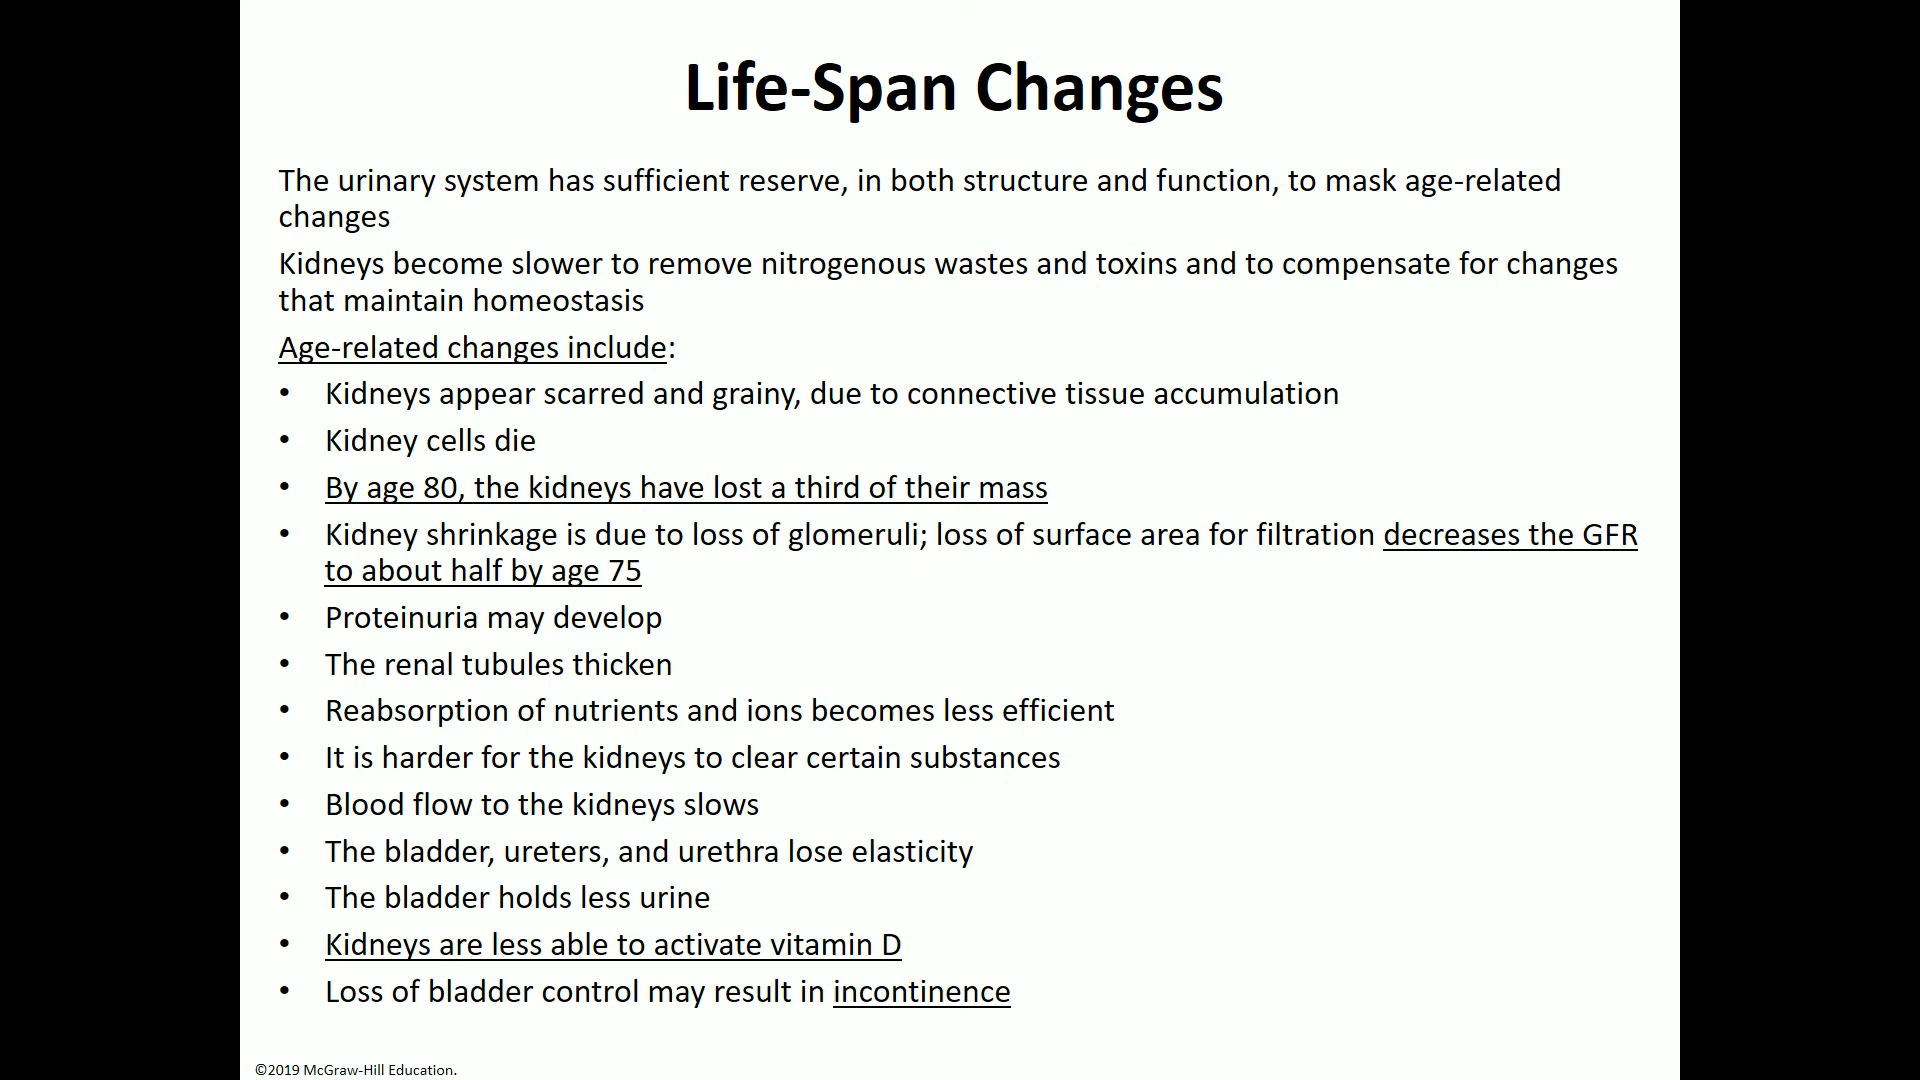 Life-Span Changes
The urinary system has sufficient reserve, in both structure and function, to mask age-related
changes
Kidneys become slower to remove nitrogenous wastes and toxins and to compensate for changes
that maintain homeostasis
Age-related changes include:
• Kidneys appear scarred and grainy, due to connective tissue accumulation
• Kidney cells die
• By age 80, the kidneys have lost a third of their mass
• Kidney shrinkage is due to loss of glomeruli; loss of surface area for filtration decreases the GFR
to about half by age 75
• Proteinuria may develop
• The renal tubules thicken
• Reabsorption of nutrients and ions becomes less efficient
• It is harder for the kidneys to clear certain substances
• Blood flow to the kidneys slows
• The bladder, ureters, and urethra lose elasticity
• The bladder holds less urine
• Kidneys are less able to activate vitamin D
• Loss of bladder control may result in incontinence
©2019 McGraw-Hill Education.